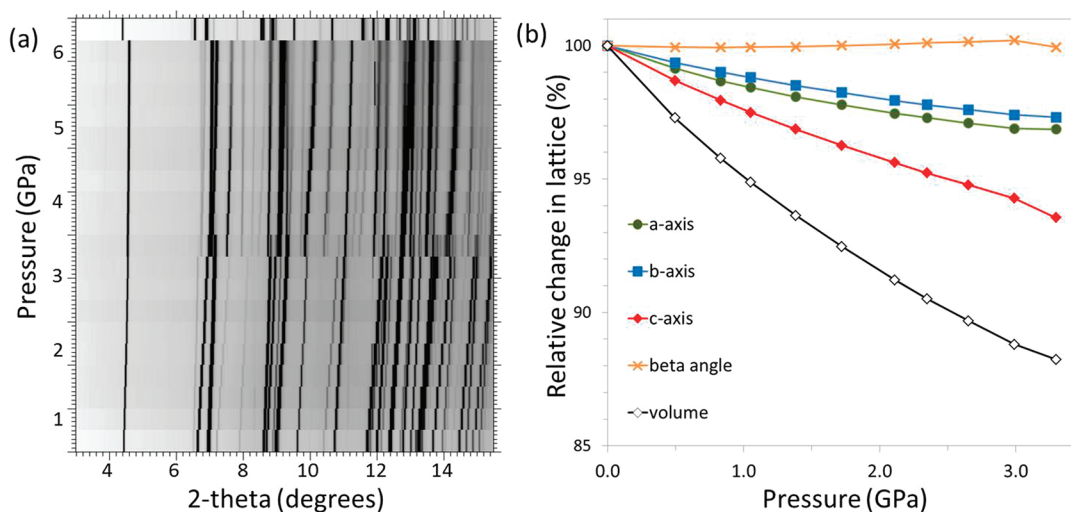 (a)
6
5
4
3
2
1
Pressure (GPa)
4 6 8 10 12 14
2-theta (degrees)
(b)
100
95
90
85
Relative change in lattice (%)
a-axis
b-axis
c-axis
beta angle
volume
0.0 1.0 2.0 3.0
Pressure (GPa)